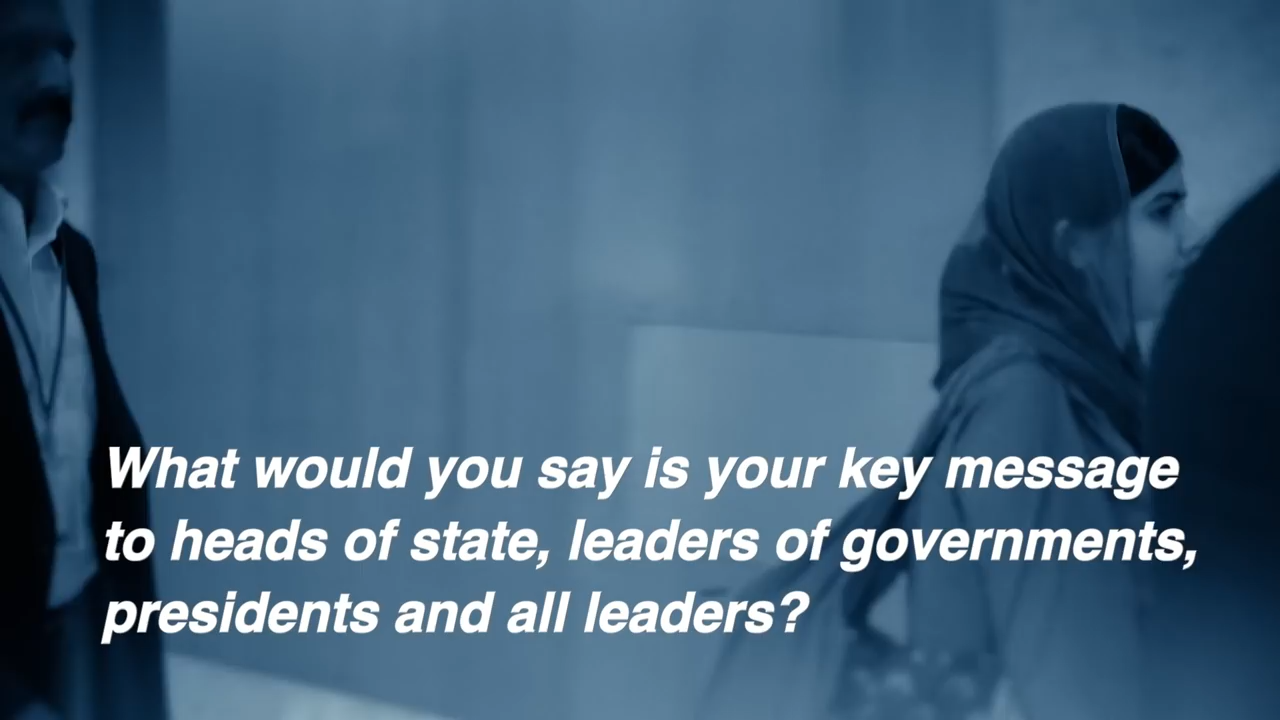 What would you say is your key message
to heads of state, leaders of governments,
presidents and all leaders?